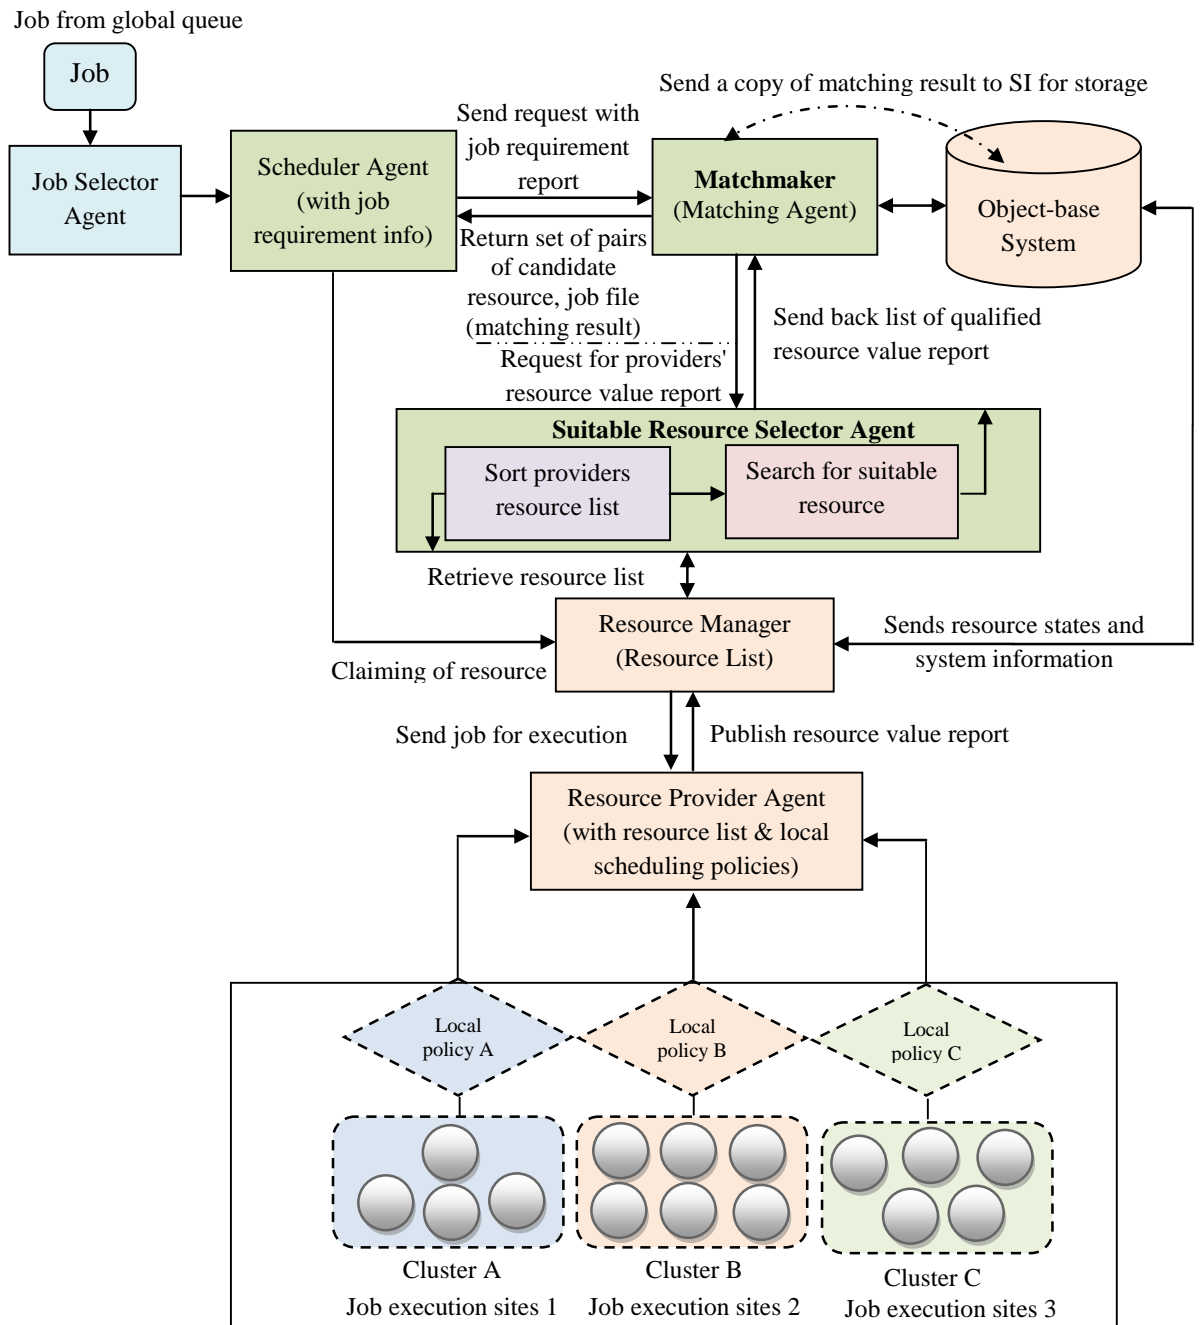 Job from global queue
Job
Job Selector
Agent
Scheduler Agent
(with job
requirement info)
Send request with
job requirement
report
Send a copy of matching result to SI for storage
Matchmaker
(Matching Agent)
Object-base
System
Return set of pairs
of candidate
resource, job file
(matching result)
Request for providers'
resource value report
Send back list of qualified
resource value report
Suitable Resource Selector Agent
Sort providers
resource list
Search for suitable
resource
Retrieve resource list
Resource Manager
(Resource List)
Claiming of resource
Sends resource states and
system information
Send job for execution
Publish resource value report
Resource Provider Agent
(with resource list & local
scheduling policies)
Local
policy A
Local
policy B
Local
policy C
Cluster A
Job execution sites 1
Cluster B
Job execution sites 2
Cluster C
Job execution sites 3